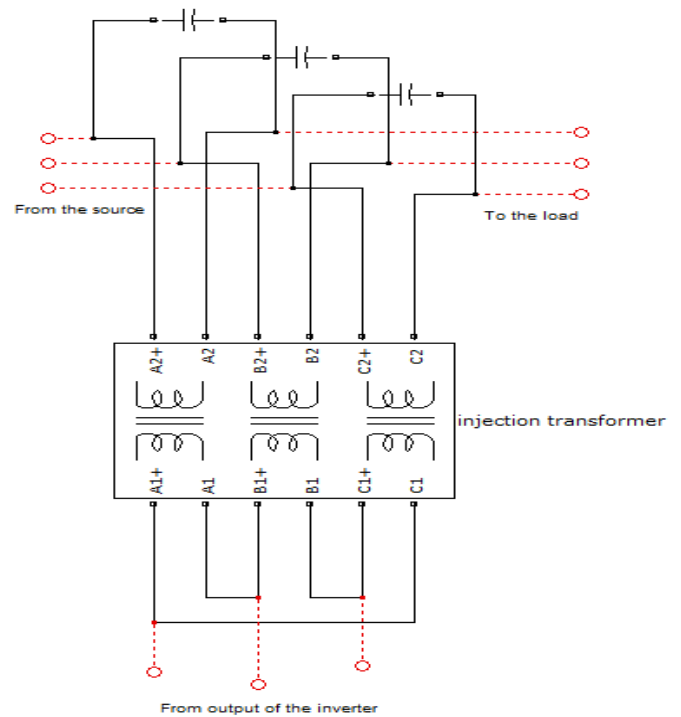 From the source
To the load
A2+ A2 B2+ B2 C2+ C2
injection transformer
A1+ A1 B1+ B1 C1+ C1
From output of the inverter